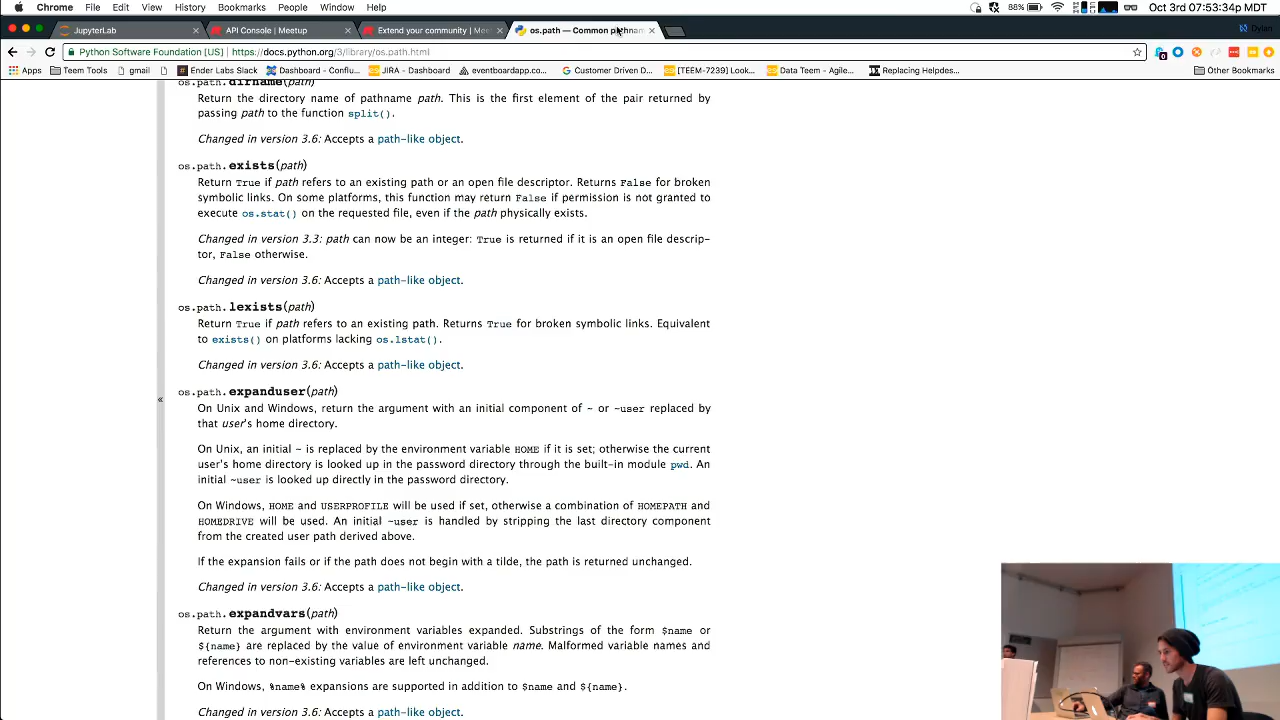 Chrome File Edit View History Bookmarks People Window Help 88% Oct 3rd 7:53:34p MDT
JupyterLab API Console | Meetup Extend your community | Mee os.path — Common pathnam Dylan
Python Software Foundation [US] https://docs.python.org/3/library/os.path.html
Apps Teem Tools gmail Ender Labs Slack Dashboard - Conflu... JIRA - Dashboard eventboardapp.co... Customer Driven D... [TEEM-7239] Look... Data Team - Agile... Replacing Helpdes... Other Bookmarks
os.path.dirname(path)
Return the directory name of pathname path. This is the first element of the pair returned by
passing path to the function split().
Changed in version 3.6: Accepts a path-like object.
os.path.exists(path)
Return True if path refers to an existing path or an open file descriptor. Returns False for broken
symbolic links. On some platforms, this function may return False if permission is not granted to
execute os.stat() on the requested file, even if the path physically exists.
Changed in version 3.3: path can now be an integer: True is returned if it is an open file descrip-
tor, False otherwise.
Changed in version 3.6: Accepts a path-like object.
os.path.lexists(path)
Return True if path refers to an existing path. Returns True for broken symbolic links. Equivalent
to exists() on platforms lacking os.lstat().
Changed in version 3.6: Accepts a path-like object.
os.path.expanduser(path)
«
On Unix and Windows, return the argument with an initial component of ~ or ~user replaced by
that user's home directory.
On Unix, an initial ~ is replaced by the environment variable HOME if it is set; otherwise the current
user's home directory is looked up in the password directory through the built-in module pwd. An
initial ~user is looked up directly in the password directory.
On Windows, HOME and USERPROFILE will be used if set, otherwise a combination of HOMEPATH and
HOMEDRIVE will be used. An initial ~user is handled by stripping the last directory component
from the created user path derived above.
If the expansion fails or if the path does not begin with a tilde, the path is returned unchanged.
Changed in version 3.6: Accepts a path-like object.
os.path.expandvars(path)
Return the argument with environment variables expanded. Substrings of the form $name or
${name} are replaced by the value of environment variable name. Malformed variable names and
references to non-existing variables are left unchanged.
On Windows, %name% expansions are supported in addition to $name and ${name}.
Changed in version 3.6: Accepts a path-like object.